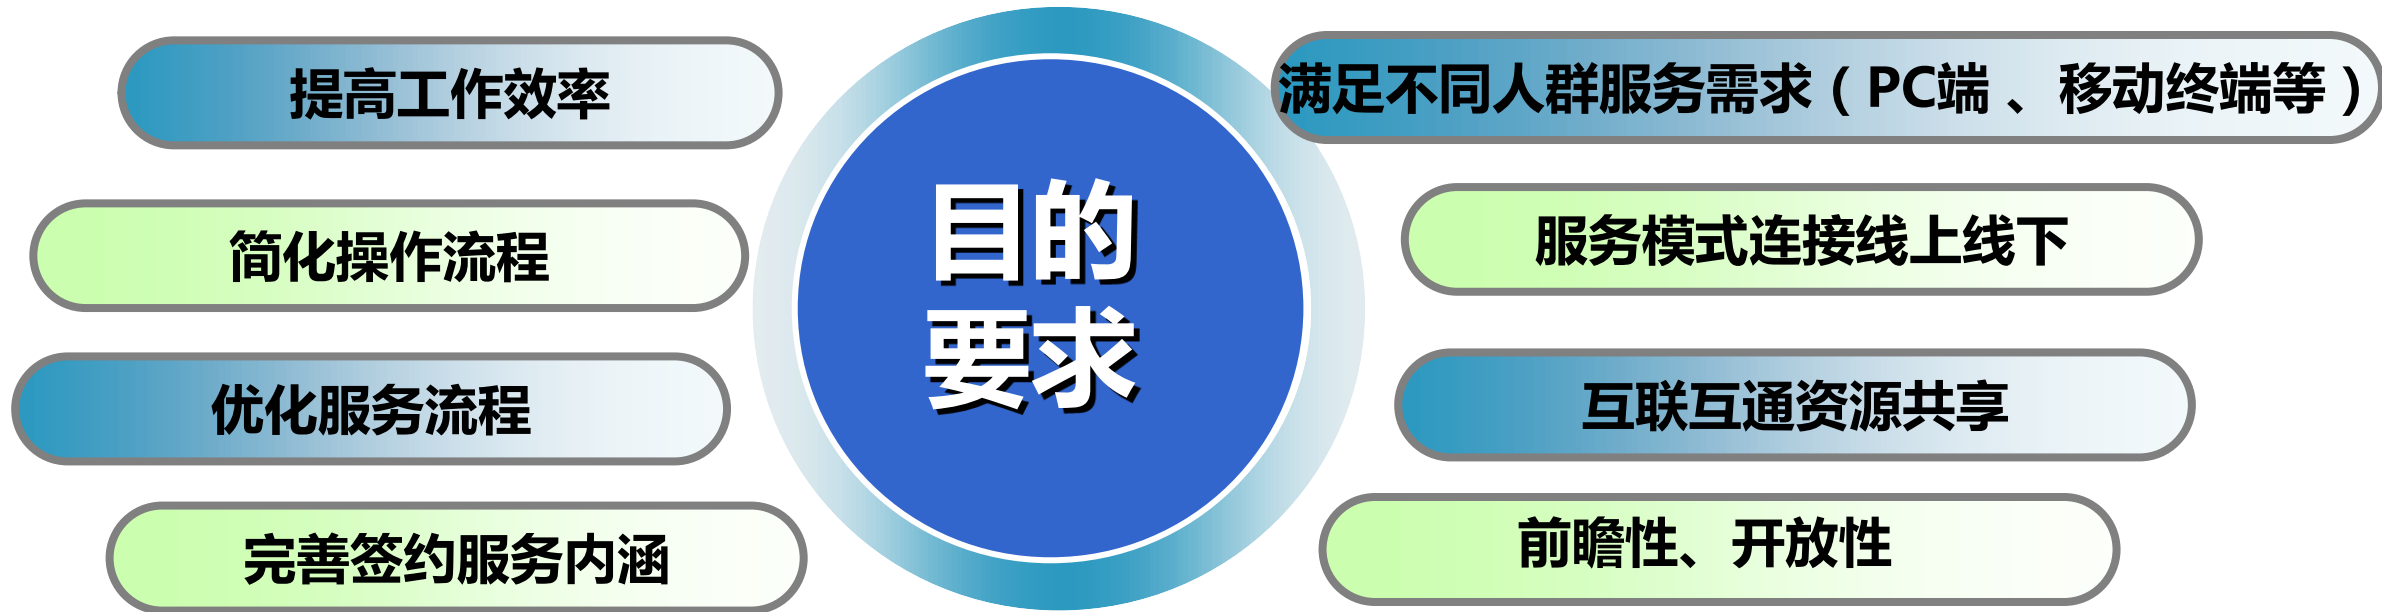 提高工作效率
简化操作流程
优化服务流程
完善签约服务内涵
目的
要求
满足不同人群服务需求（PC端 、移动终端等）
服务模式连接线上线下
互联互通资源共享
前瞻性、开放性